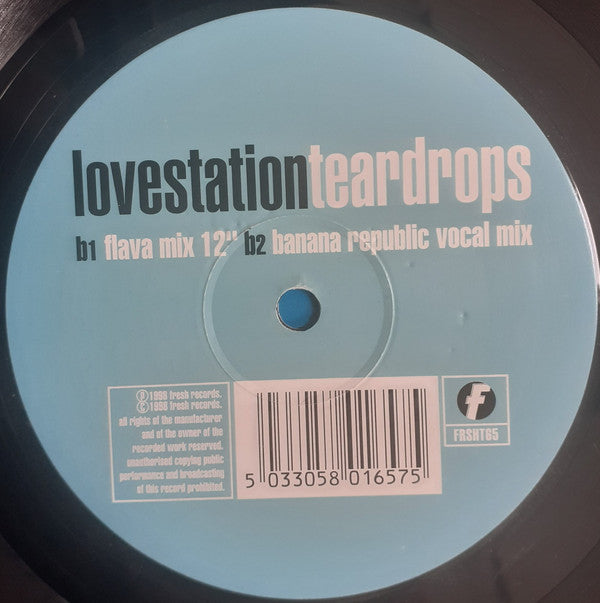 lovestationteardrops
b1 flava mix 12" b2 banana republic vocal mix
℗ 1998 fresh records.
© 1998 fresh records.
all rights of the manufacturer
and of the owner of the
recorded work reserved.
unauthorised copying public
performance and broadcasting
of this record prohibited.
5 033058 016575
f
FRSHT65